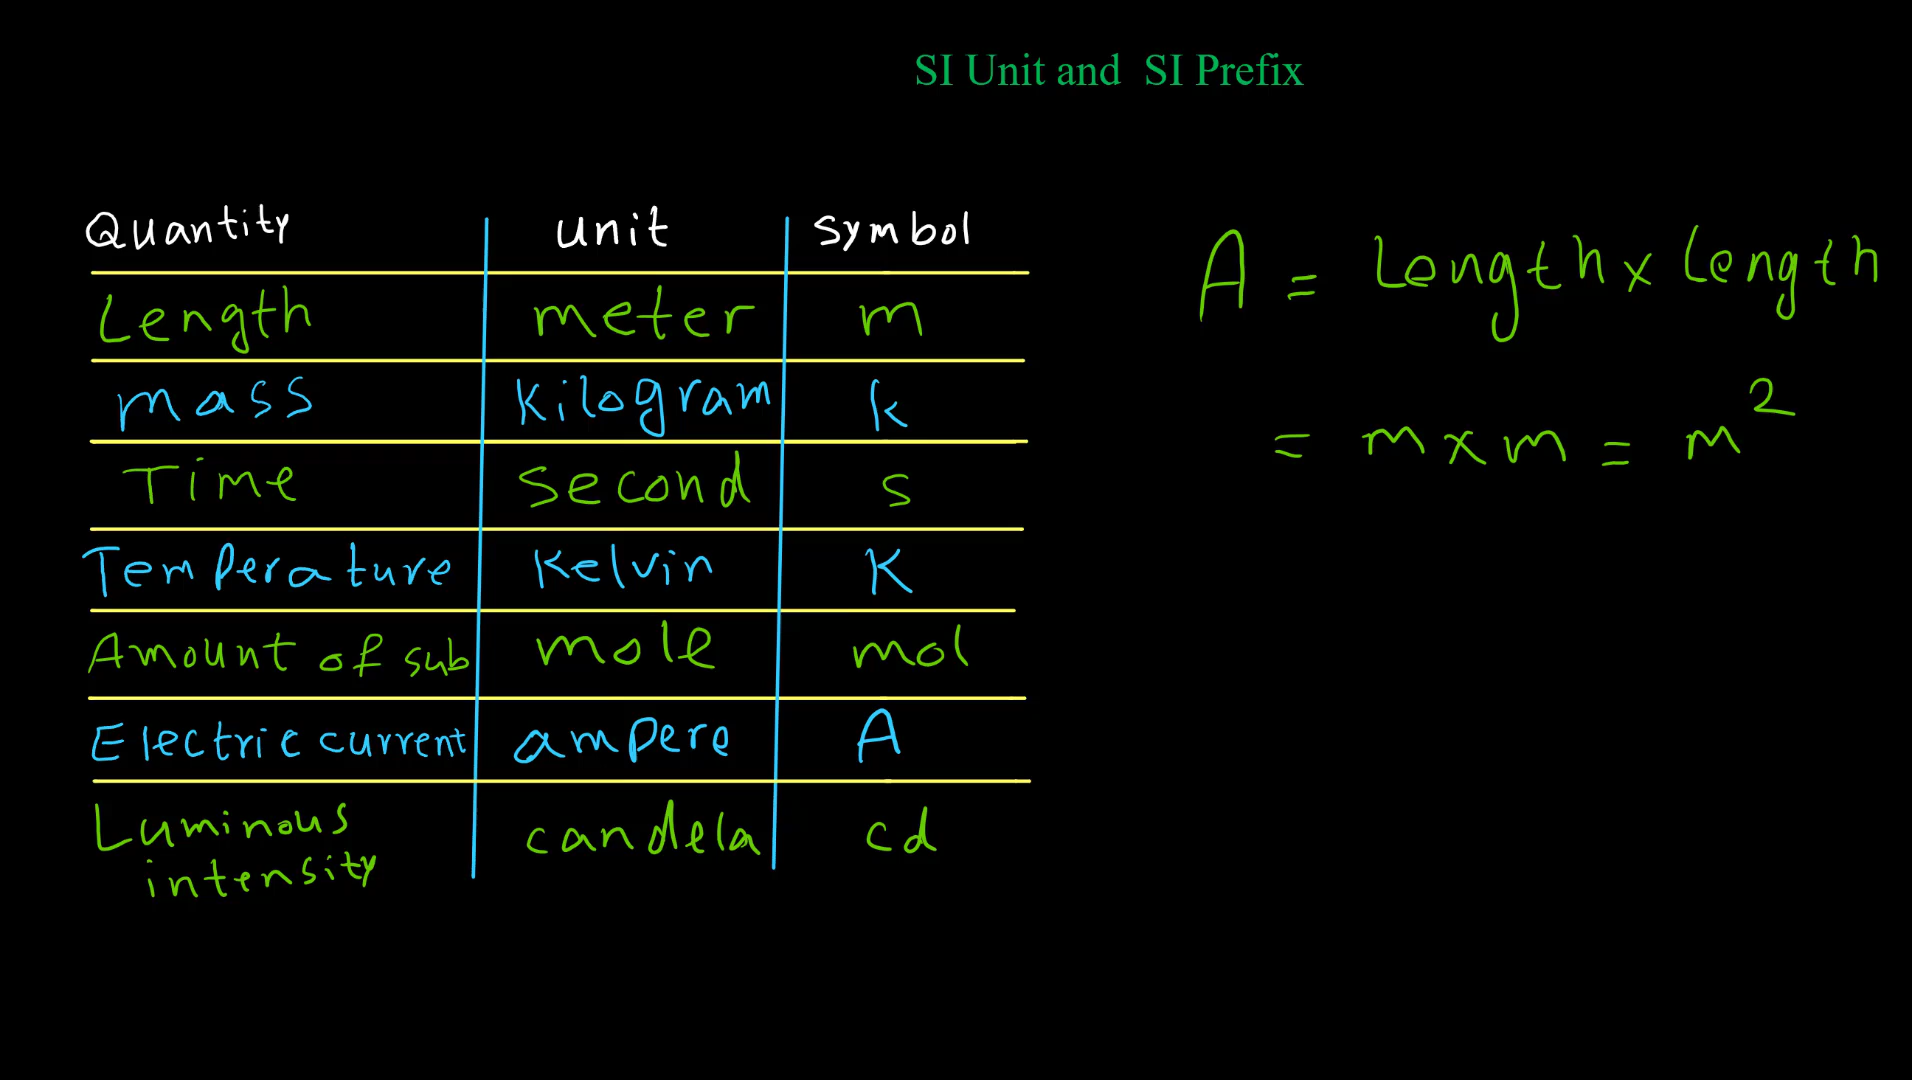 SI Unit and SI Prefix
Quantity unit symbol
Length meter m
mass kilogram k
Time second s
Temperature Kelvin K
Amount of sub mole mol
Electric current ampere A
Luminous intensity candela cd
A = Length x Length
= m x m = m²